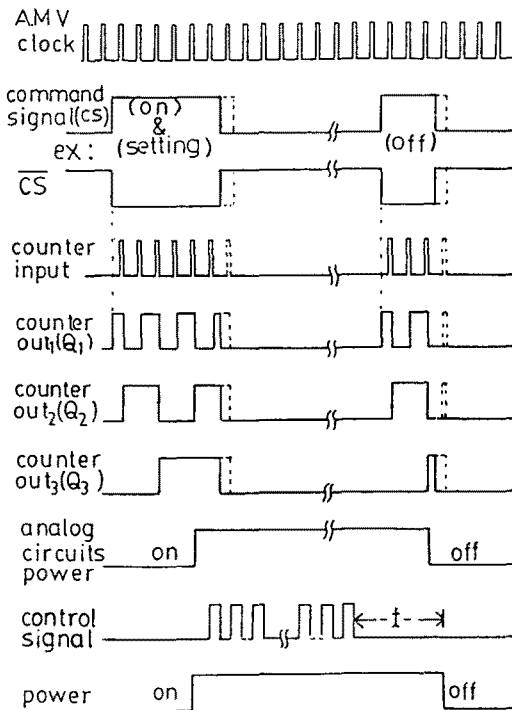 A.M.V
clock
command
signal(CS)
(on)
&
(setting)
(off)
ex:
CS
counter
input
counter
out1(Q1)
counter
out2(Q2)
counter
out3(Q3)
analog
circuits
power
on
off
control
signal
t
power
on
off